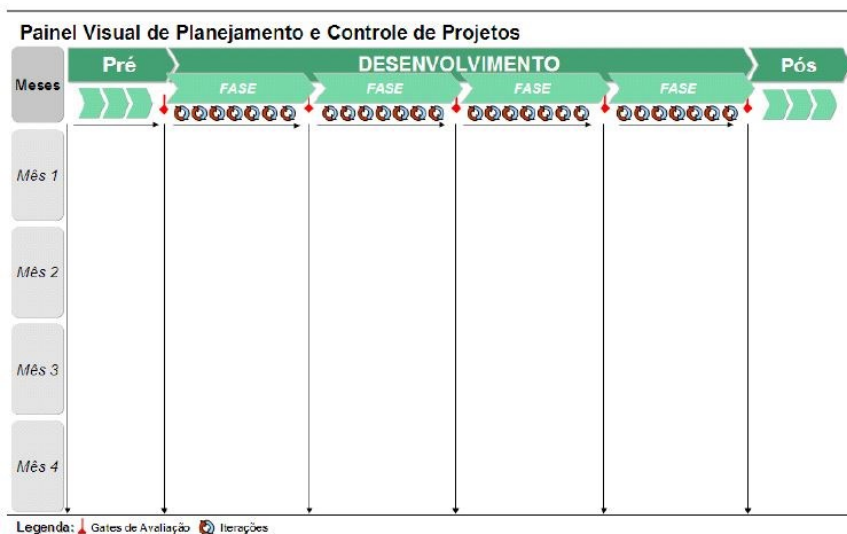 Painel Visual de Planejamento e Controle de Projetos
Meses
Pré
DESENVOLVIMENTO
Pós
FASE
FASE
FASE
FASE
Mês 1
Mês 2
Mês 3
Mês 4
Legenda: Gates de Avaliação Iterações